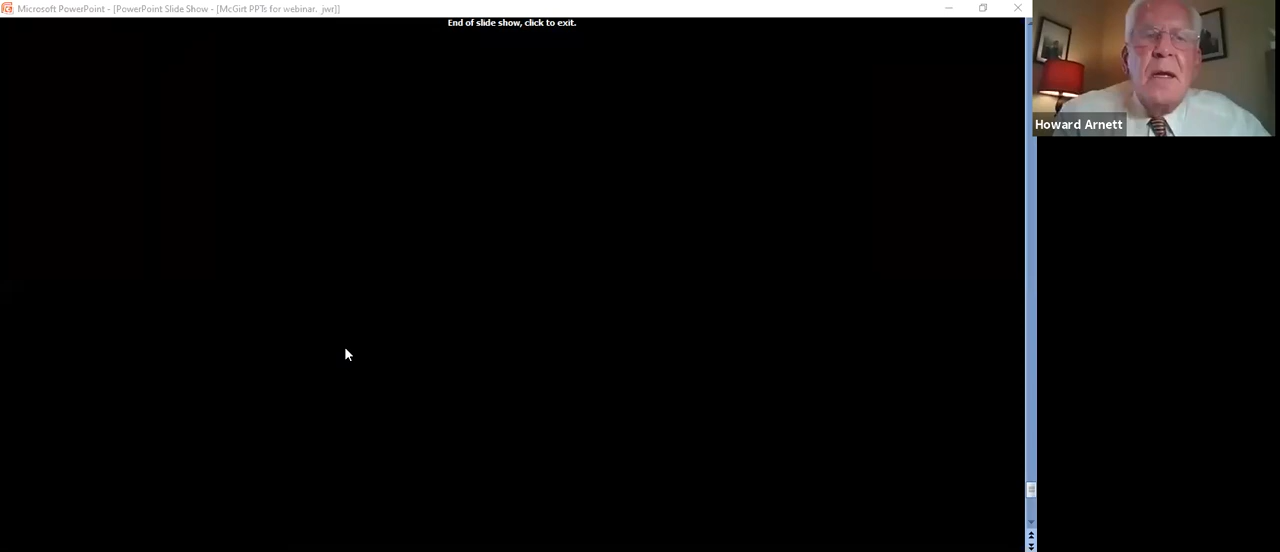 Microsoft PowerPoint - [PowerPoint Slide Show - [McGirt PPTs for webinar.  jwr]]
End of slide show, click to exit.
Howard Arnett